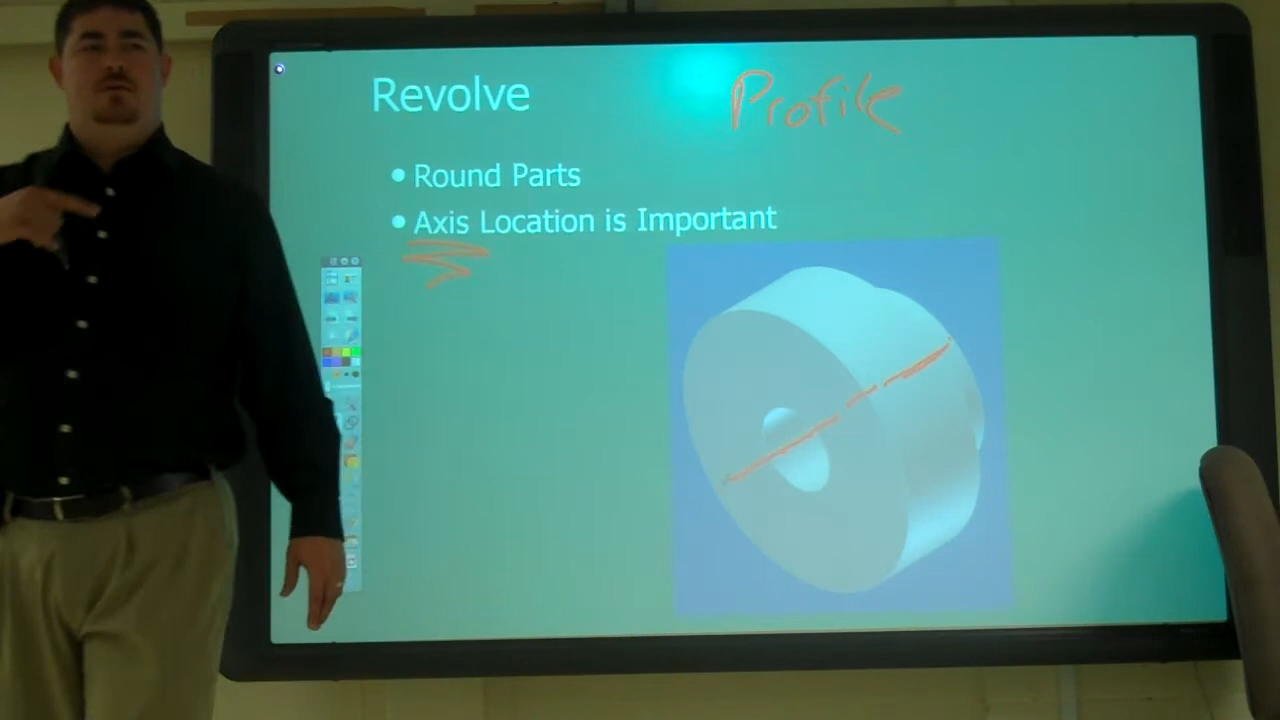 Revolve
Profile
• Round Parts
• Axis Location is Important